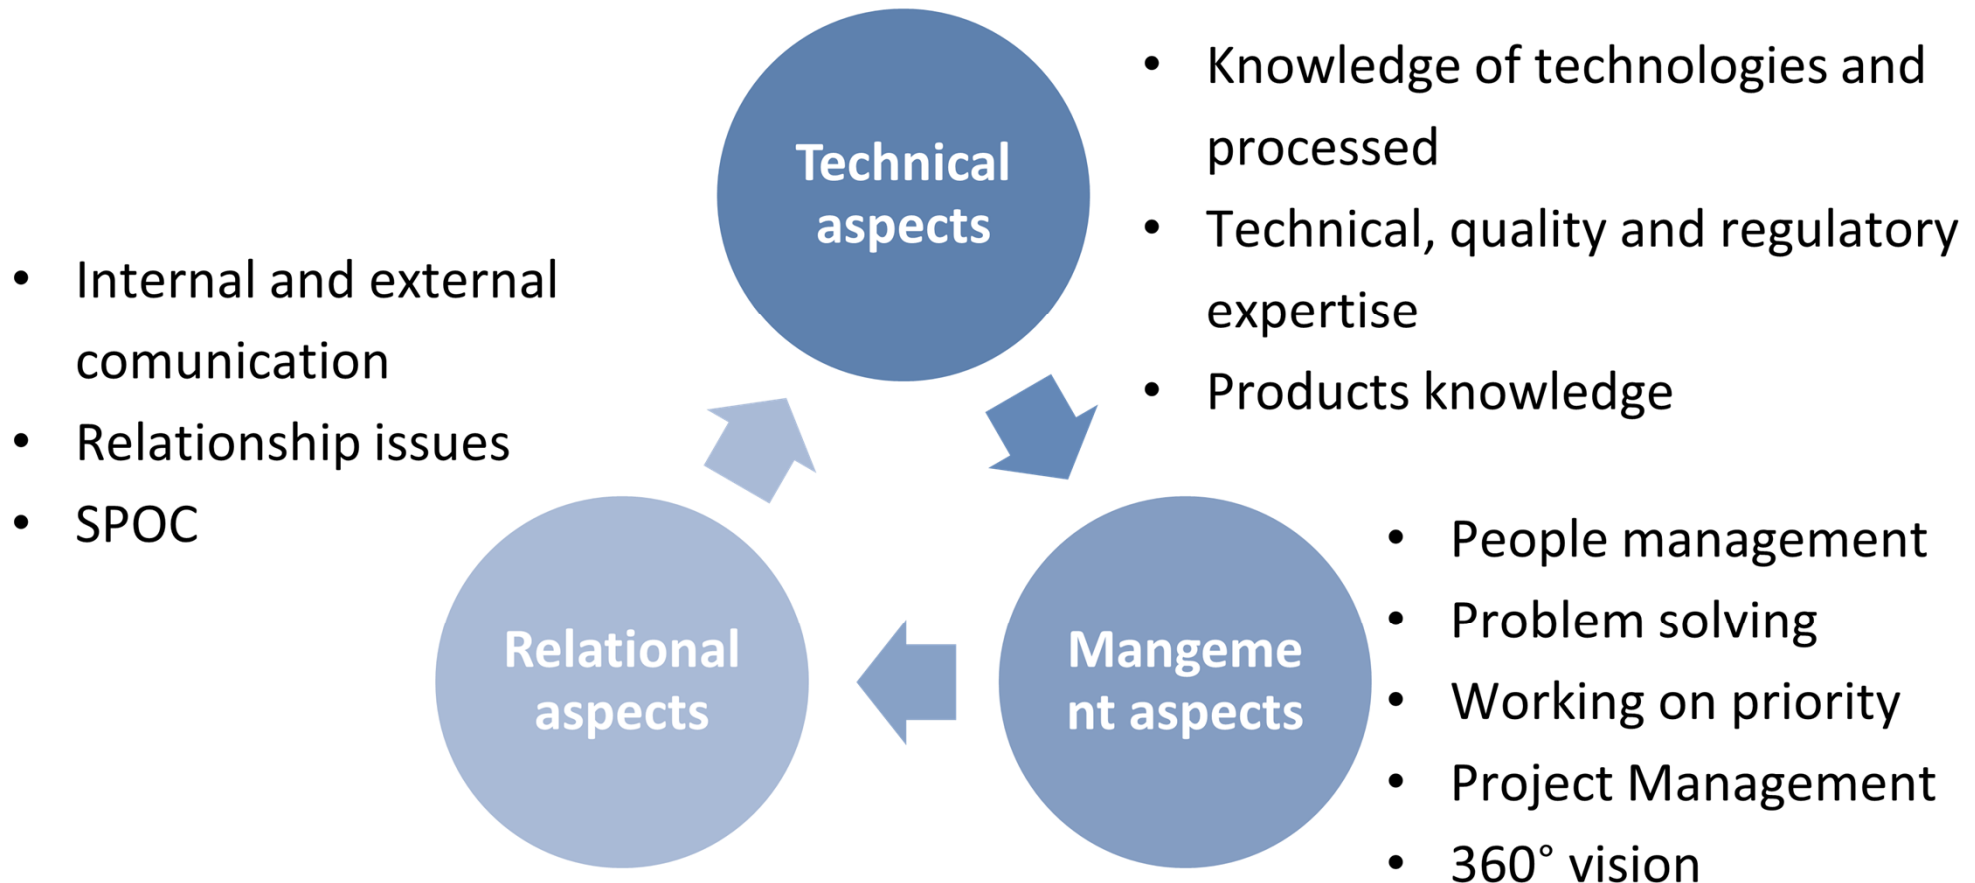 Technical
aspects
• Knowledge of technologies and
processed
• Technical, quality and regulatory
expertise
• Products knowledge
Mangeme
nt aspects
• People management
• Problem solving
• Working on priority
• Project Management
• 360° vision
Relational
aspects
• Internal and external
comunication
• Relationship issues
• SPOC